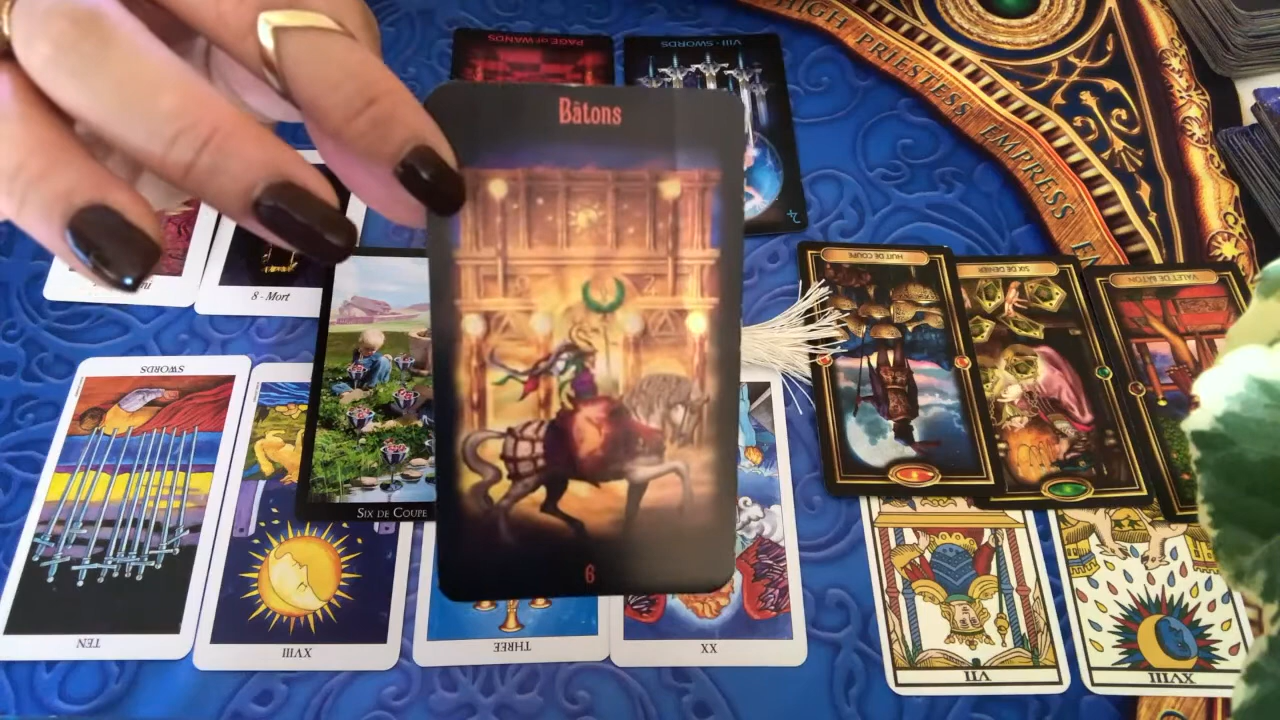 PAGE of WANDS
VIII · SWORDS
HIGH PRIESTESS
EMPRESS
Bâtons
6
8 - Mort
HUIT DE COUPE
SIX DE DENIER
VALET DE BÂTON
SWORDS
TEN
XVIII
SIX DE COUPE
THREE
XX
VII
XVIII